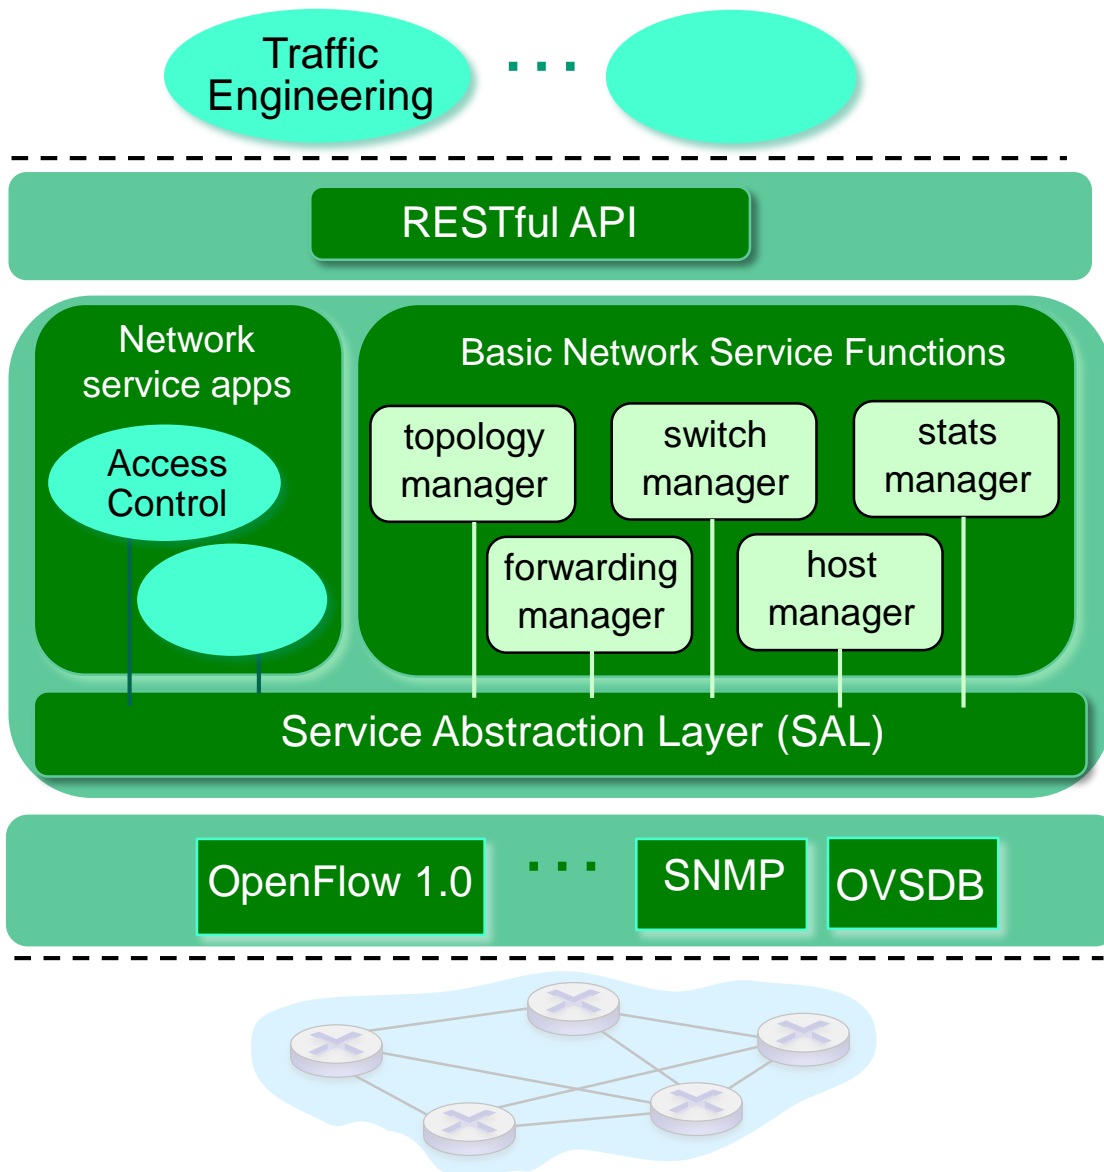 Traffic
Engineering
RESTful API
Network
service apps
Access
Control
Basic Network Service Functions
topology
manager
switch
manager
stats
manager
forwarding
manager
host
manager
Service Abstraction Layer (SAL)
OpenFlow 1.0
...
SNMP
OVSDB